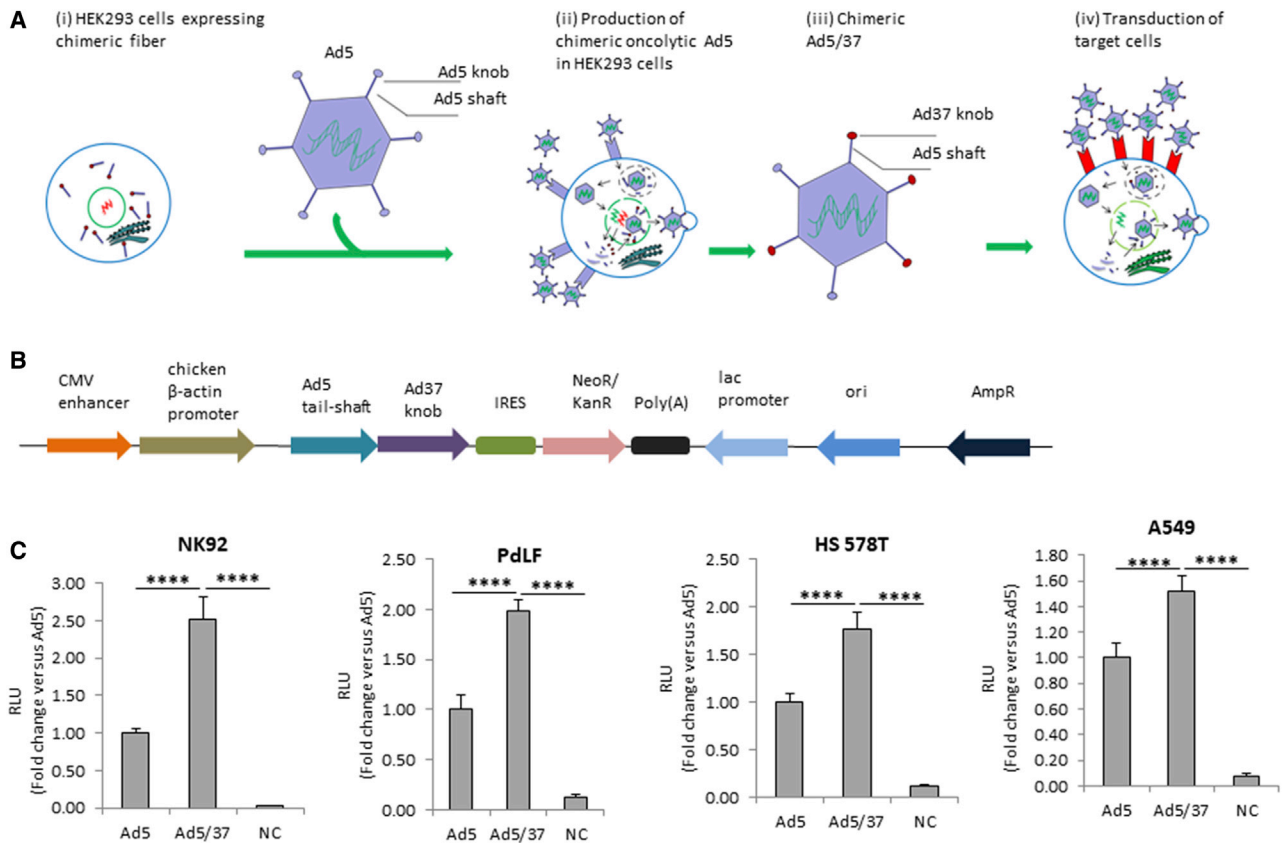 A
(i) HEK293 cells expressing
chimeric fiber
Ad5
Ad5 knob
Ad5 shaft
(ii) Production of
chimeric oncolytic Ad5
in HEK293 cells
(iii) Chimeric
Ad5/37
Ad37 knob
Ad5 shaft
(iv) Transduction of
target cells
B
CMV
enhancer
chicken
β-actin
promoter
Ad5
tail-shaft
Ad37
knob
IRES
NeoR/
KanR
Poly(A)
lac
promoter
ori
AmpR
C
NK92
RLU
(Fold change versus Ad5)
3.00
2.50
2.00
1.50
1.00
0.50
0.00
**** ****
Ad5 Ad5/37 NC
PdLF
RLU
(Fold change versus Ad5)
2.50
2.00
1.50
1.00
0.50
0.00
**** ****
Ad5 Ad5/37 NC
HS 578T
RLU
(Fold change versus Ad5)
2.50
2.00
1.50
1.00
0.50
0.00
**** ****
Ad5 Ad5/37 NC
A549
RLU
(Fold change versus Ad5)
1.80
1.60
1.40
1.20
1.00
0.80
0.60
0.40
0.20
0.00
**** ****
Ad5 Ad5/37 NC